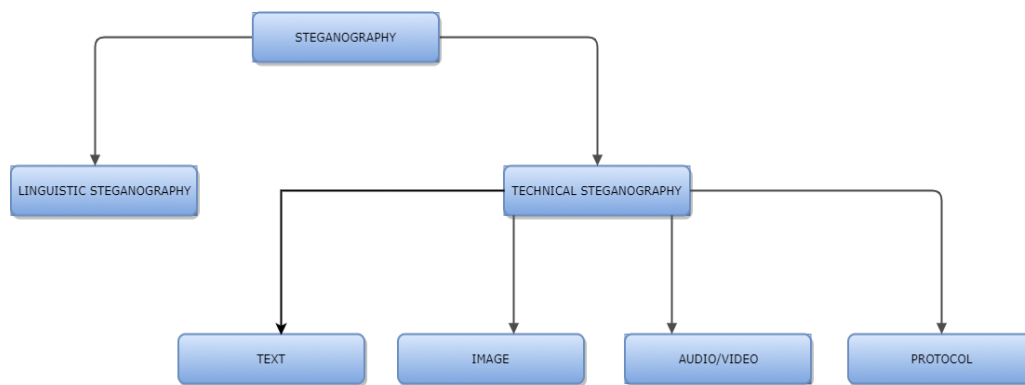 STEGANOGRAPHY
LINGUISTIC STEGANOGRAPHY
TECHNICAL STEGANOGRAPHY
TEXT
IMAGE
AUDIO/VIDEO
PROTOCOL